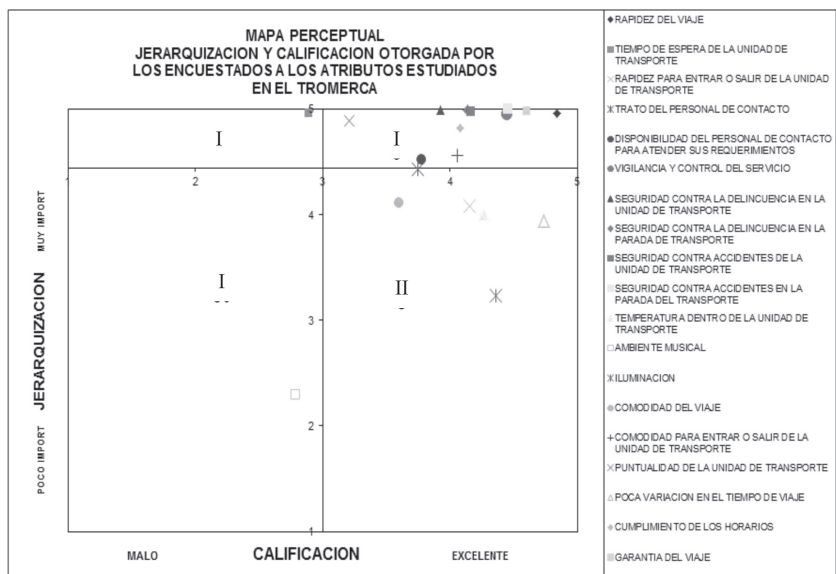 MAPA PERCEPTUAL
JERARQUIZACION Y CALIFICACION OTORGADA POR
LOS ENCUESTADOS A LOS ATRIBUTOS ESTUDIADOS
EN EL TROMERCA
5
I
I
1
2
3
4
5
4
I
II
3
2
1
MUY IMPORT
JERARQUIZACION
POCO IMPORT
MALO
CALIFICACION
EXCELENTE
RAPIDEZ DEL VIAJE
TIEMPO DE ESPERA DE LA UNIDAD DE
TRANSPORTE
RAPIDEZ PARA ENTRAR O SALIR DE LA UNIDAD
DE TRANSPORTE
TRATO DEL PERSONAL DE CONTACTO
DISPONIBILIDAD DEL PERSONAL DE CONTACTO
PARA ATENDER SUS REQUERIMIENTOS
VIGILANCIA Y CONTROL DEL SERVICIO
SEGURIDAD CONTRA LA DELINCUENCIA EN LA
UNIDAD DE TRANSPORTE
SEGURIDAD CONTRA LA DELINCUENCIA EN LA
PARADA DE TRANSPORTE
SEGURIDAD CONTRA ACCIDENTES DE LA
UNIDAD DE TRANSPORTE
SEGURIDAD CONTRA ACCIDENTES EN LA
PARADA DEL TRANSPORTE
TEMPERATURA DENTRO DE LA UNIDAD DE
TRANSPORTE
AMBIENTE MUSICAL
ILUMINACION
COMODIDAD DEL VIAJE
COMODIDAD PARA ENTRAR O SALIR DE LA
UNIDAD DE TRANSPORTE
PUNTUALIDAD DE LA UNIDAD DE TRANSPORTE
POCA VARIACION EN EL TIEMPO DE VIAJE
CUMPLIMIENTO DE LOS HORARIOS
GARANTIA DEL VIAJE